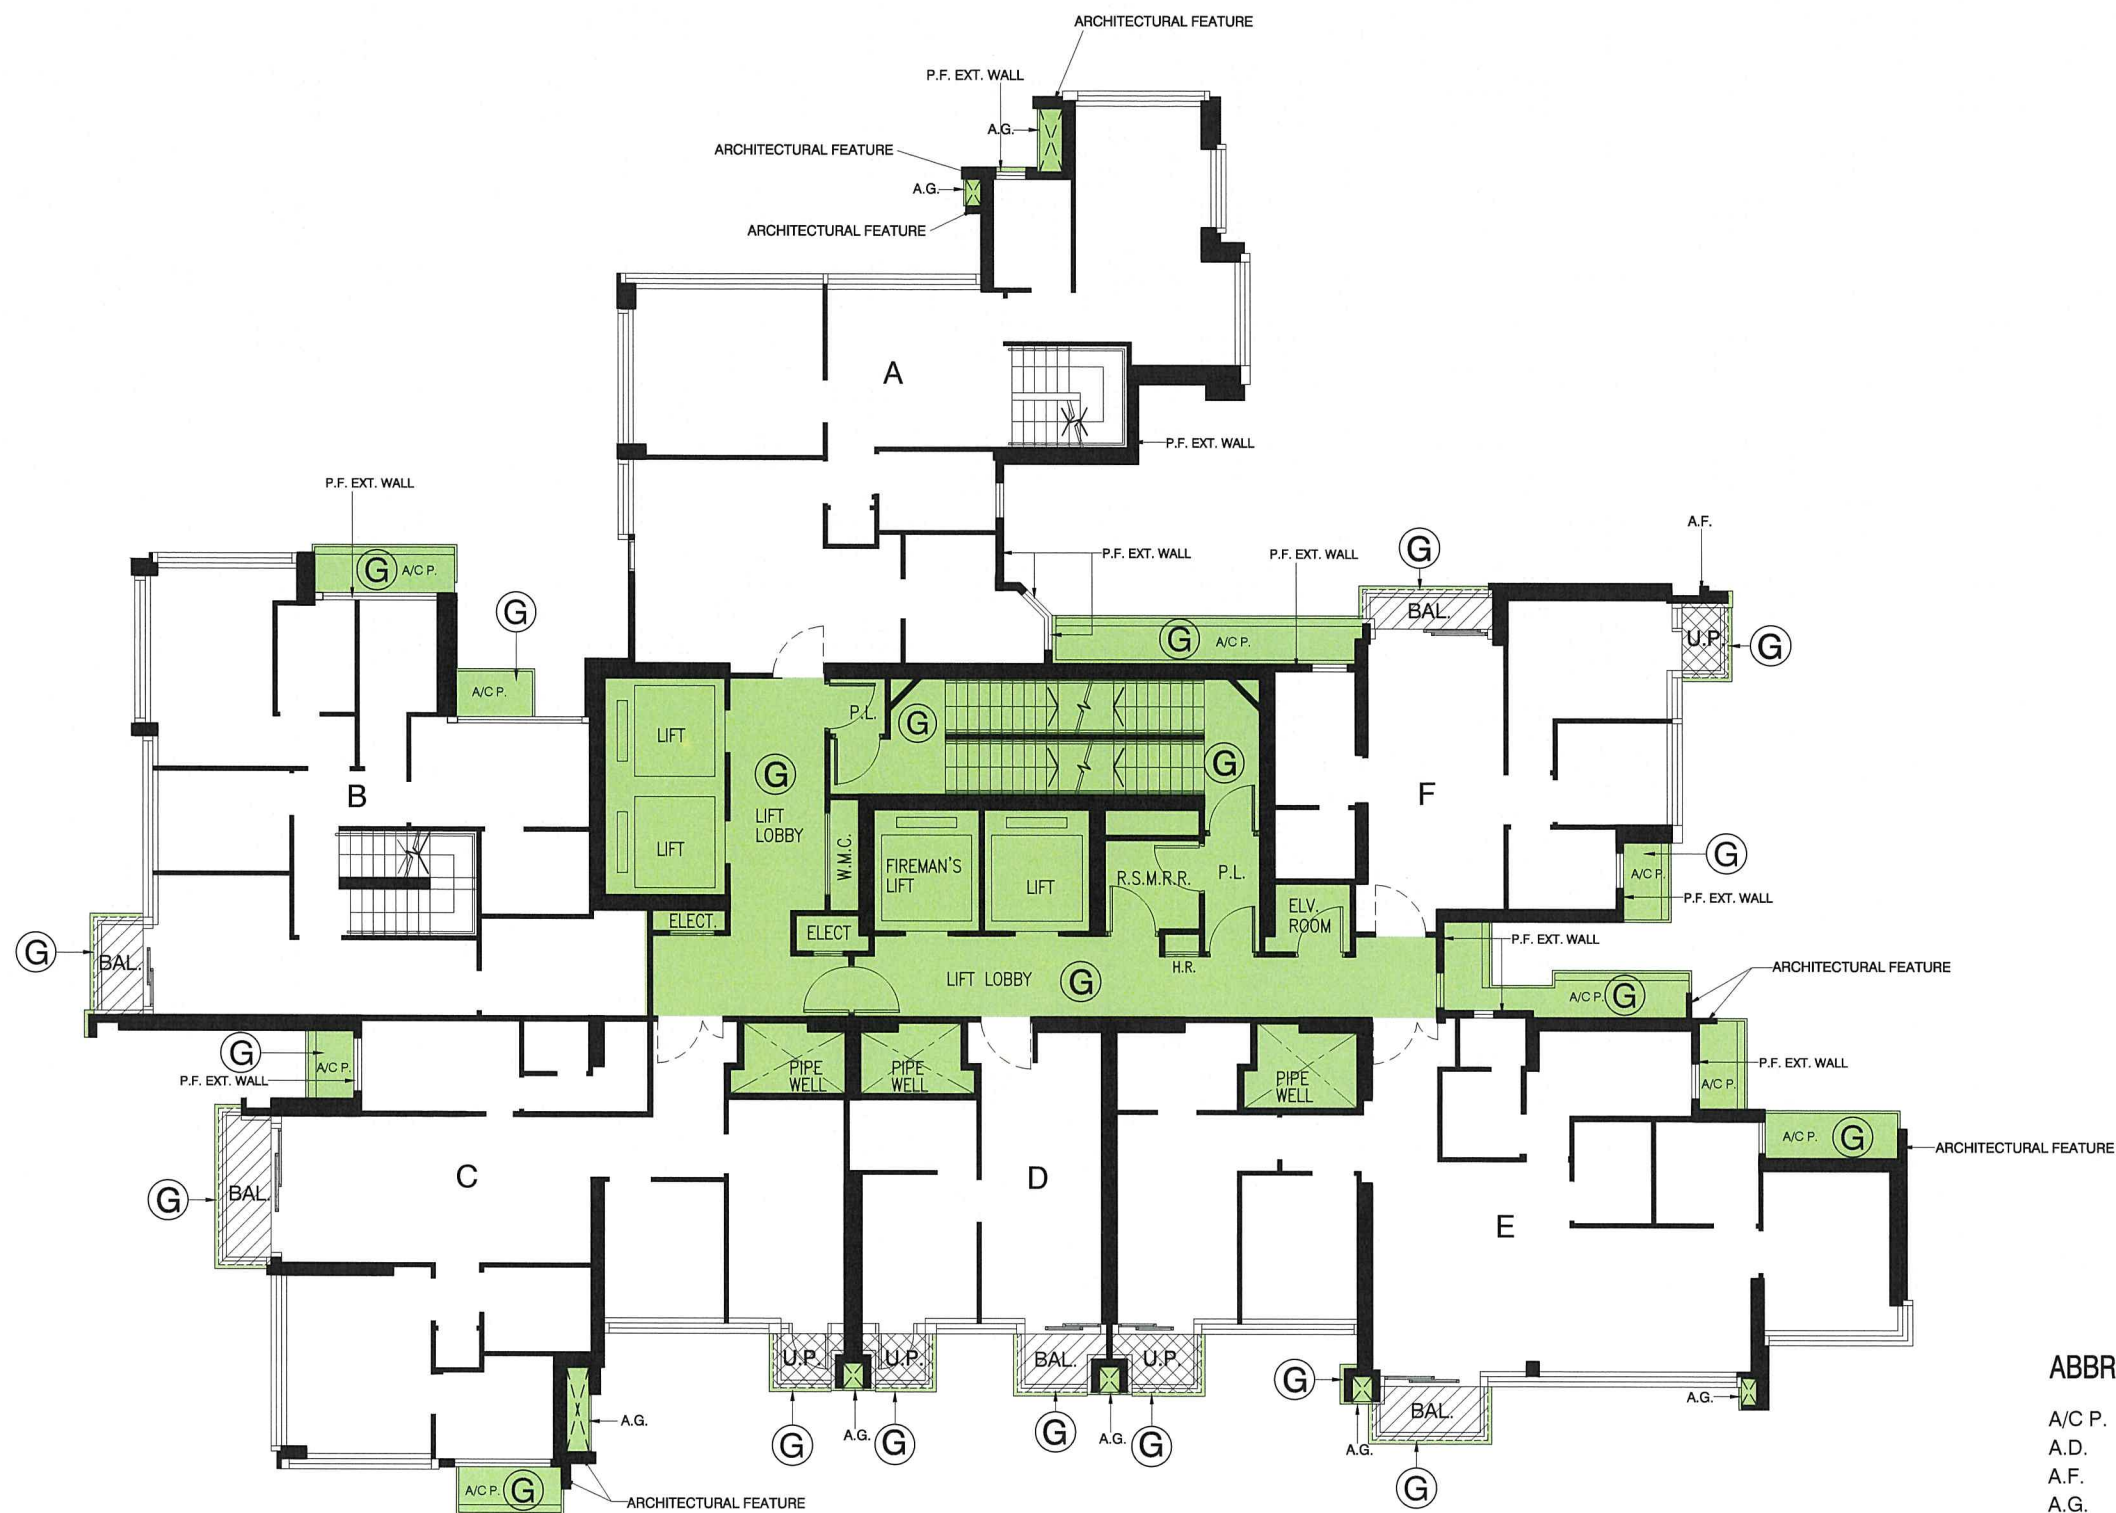 ARCHITECTURAL FEATURE
P.F. EXT. WALL
A.G.
ARCHITECTURAL FEATURE
A.G.
ARCHITECTURAL FEATURE
A
P.F. EXT. WALL
P.F. EXT. WALL
A.F.
P.F. EXT. WALL
P.F. EXT. WALL
G
G A/C P.
G
BAL.
U.P
G
G A/C P.
G
A/C P.
P.L.
G
LIFT
G
G
LIFT
LOBBY
B
F
LIFT
W.M.C.
FIREMAN'S
LIFT
LIFT
R.S.M.R.R.
P.L.
G
A/C P.
P.F. EXT. WALL
ELECT.
ELECT
ELV.
ROOM
G
BAL.
P.F. EXT. WALL
H.R.
LIFT LOBBY
G
ARCHITECTURAL FEATURE
A/C P. G
G
A/C P.
P.F. EXT. WALL
PIPE
WELL
PIPE
WELL
PIPE
WELL
P.F. EXT. WALL
A/C P.
A/C P. G
ARCHITECTURAL FEATURE
C
D
G
BAL.
E
U.P.
U.P.
BAL.
U.P.
G
A.G.
BAL.
A.G.
G
A.G.
G
G
A.G.
G
A.G.
G
A/C P. G
ARCHITECTURAL FEATURE
ABBR
A/C P.
A.D.
A.F.
A.G.